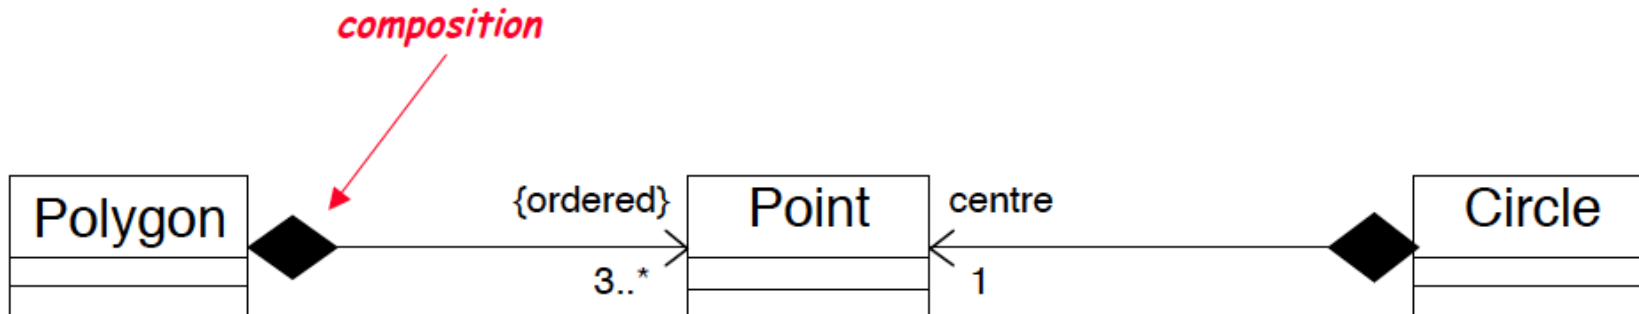 composition
Polygon
{ordered}
3..*
Point
centre
1
Circle